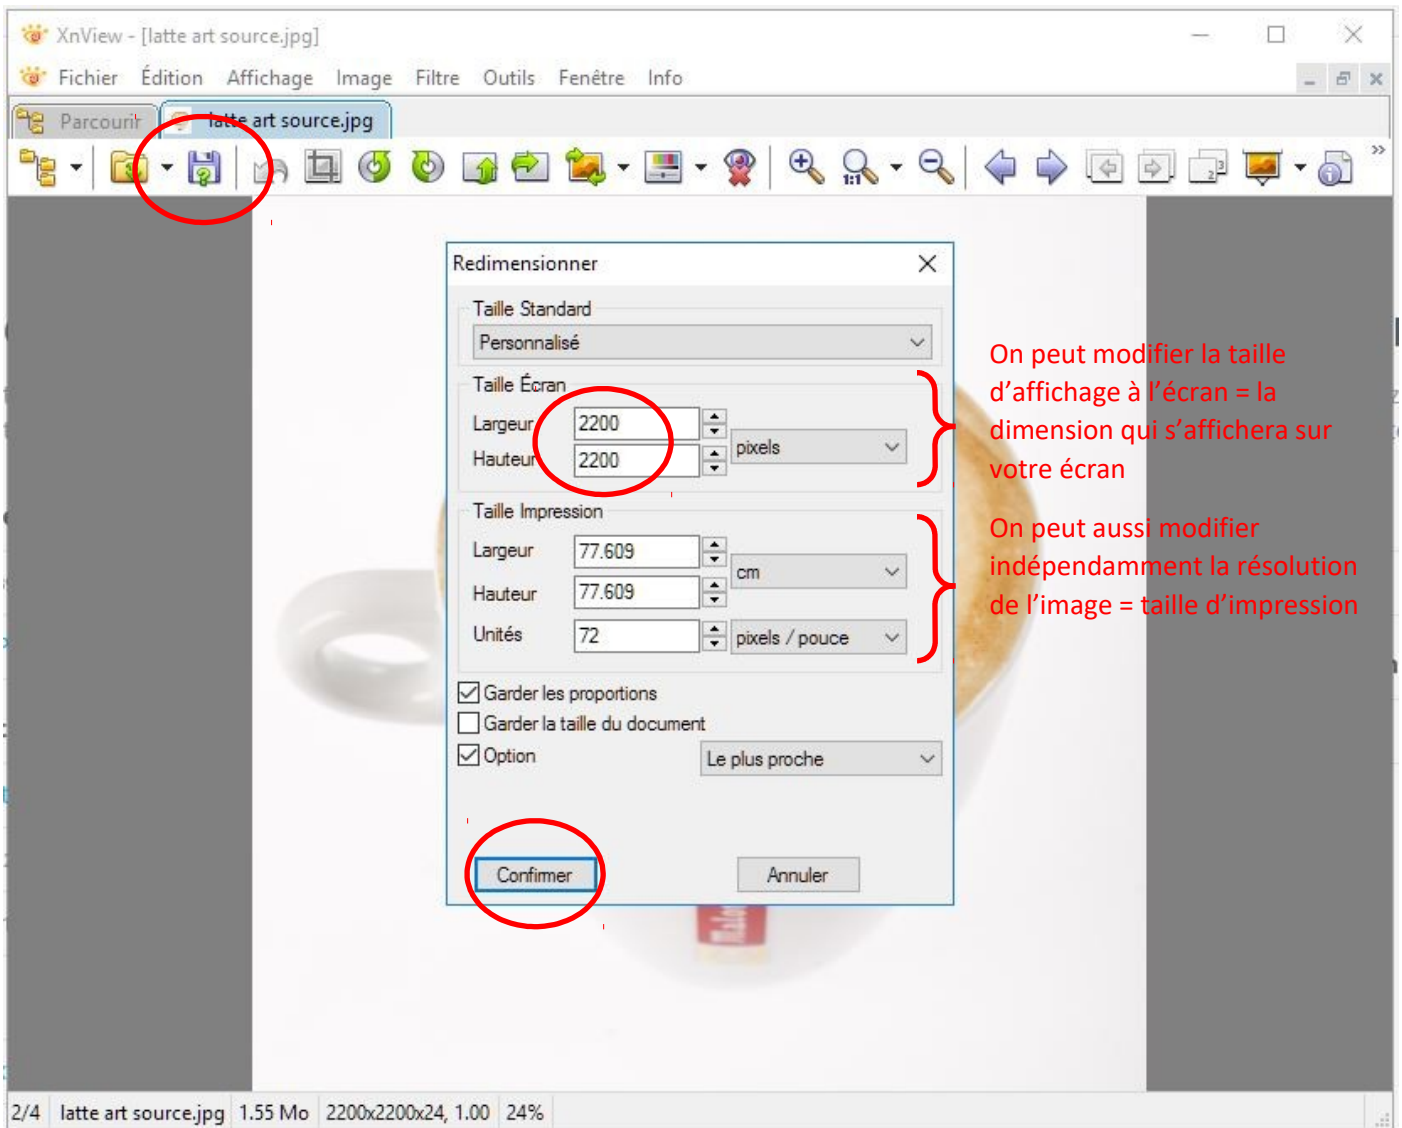 XnView - [latte art source.jpg]
Fichier Édition Affichage Image Filtre Outils Fenêtre Info
Parcourir latte art source.jpg
1:1
2 3
Redimensionner
Taille Standard
Personnalisé
Taille Écran
Largeur 2200
pixels
Hauteur 2200
Taille Impression
Largeur 77.609
cm
Hauteur 77.609
Unités 72 pixels / pouce
Garder les proportions
Garder la taille du document
Option Le plus proche
Confirmer Annuler
On peut modifier la taille
d’affichage à l’écran = la
dimension qui s’affichera sur
votre écran
On peut aussi modifier
indépendamment la résolution
de l’image = taille d’impression
2/4 latte art source.jpg 1.55 Mo 2200x2200x24, 1.00 24%